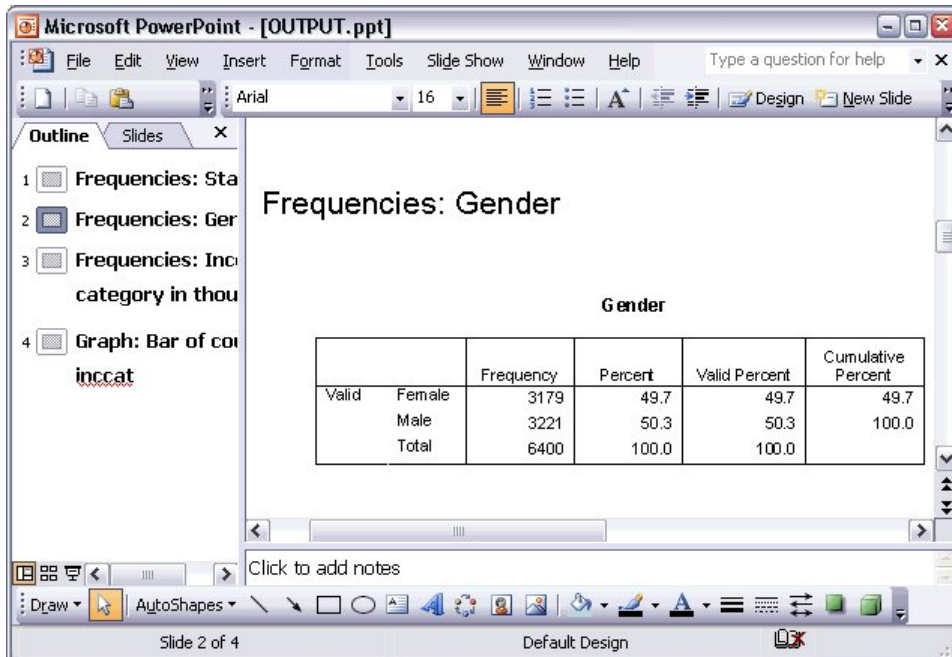 Microsoft PowerPoint - [OUTPUT.ppt]
File Edit View Insert Format Tools Slide Show Window Help Type a question for help
Arial 16 Design New Slide
Outline Slides
1 Frequencies: Sta
2 Frequencies: Ger
3 Frequencies: Inc
category in thou
4 Graph: Bar of cou
inccat
Frequencies: Gender
Gender
Frequency Percent Valid Percent Cumulative Percent
Valid Female 3179 49.7 49.7 49.7
Male 3221 50.3 50.3 100.0
Total 6400 100.0 100.0
Click to add notes
Draw AutoShapes
Slide 2 of 4 Default Design